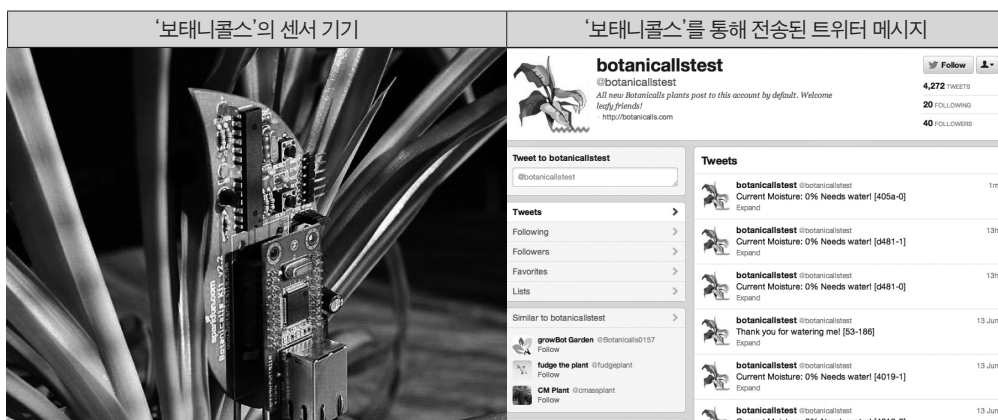 ‘보태니콜스’의 센서 기기
‘보태니콜스’를 통해 전송된 트위터 메시지
sparkfun.com
Botanicalls Kit v2.2
botanicallstest
@botanicallstest
All new Botanicalls plants post to this account by default. Welcome
leafy friends!
· http://botanicalls.com
Follow
4,272 TWEETS
20 FOLLOWING
40 FOLLOWERS
Tweet to botanicallstest
@botanicallstest
Tweets
Following
Followers
Favorites
Lists
Similar to botanicallstest
growBot Garden @Botanicalls0157
Follow
fudge the plant @fudgeplant
Follow
CM Plant @cmassplant
Follow
Tweets
botanicallstest @botanicallstest 1m
Current Moisture: 0% Needs water! [405a-0]
Expand
botanicallstest @botanicallstest 13h
Current Moisture: 0% Needs water! [d481-1]
Expand
botanicallstest @botanicallstest 13h
Current Moisture: 0% Needs water! [d481-0]
Expand
botanicallstest @botanicallstest 13 Jun
Thank you for watering me! [53-186]
Expand
botanicallstest @botanicallstest 13 Jun
Current Moisture: 0% Needs water! [4019-1]
Expand
botanicallstest @botanicallstest 13 Jun